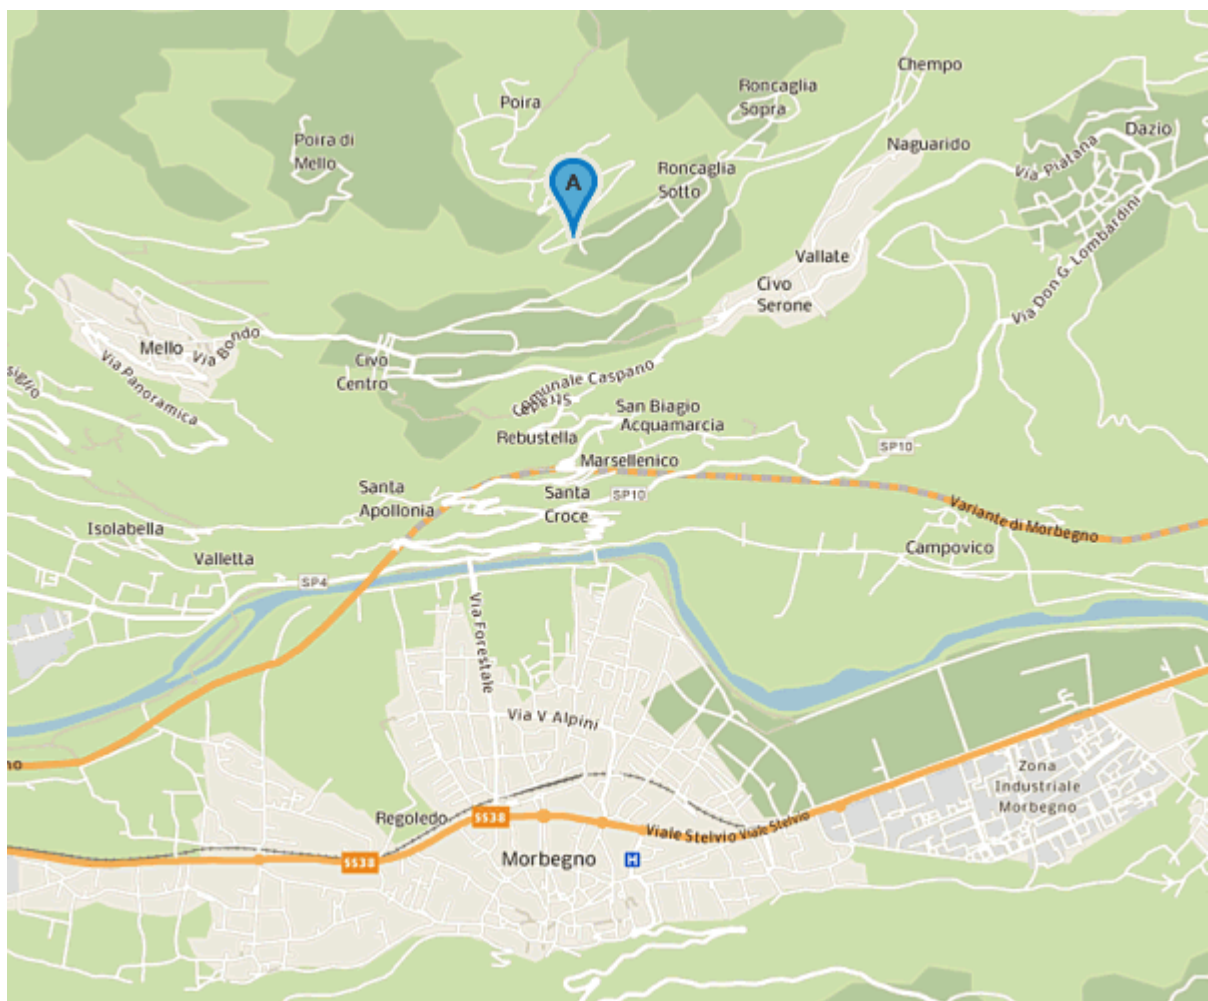 Chempo
Poira
Roncaglia
Sopra
Dazio
Poira di
Mello
Naguarido
Via Piatana
Roncaglia
Sotto
A
Via Don G. Lombardini
Vallate
Civo
Serone
Mello
Via Bondo
Civo
Centro
Via Panoramica
siglio
Strada
Comunale Caspano
San Biagio
Acquamarcia
Rebustella
SP10
Marsellenico
Santa
Apollonia
Santa
Croce
SP10
Variante di Morbegno
Isolabella
Valletta
Campovico
SP4
Via Forestale
Via V Alpini
no
Zona
Industriale
Morbegno
Regoledo
SS38
Viale Stelvio
Viale Stelvio
SS38
Morbegno
H